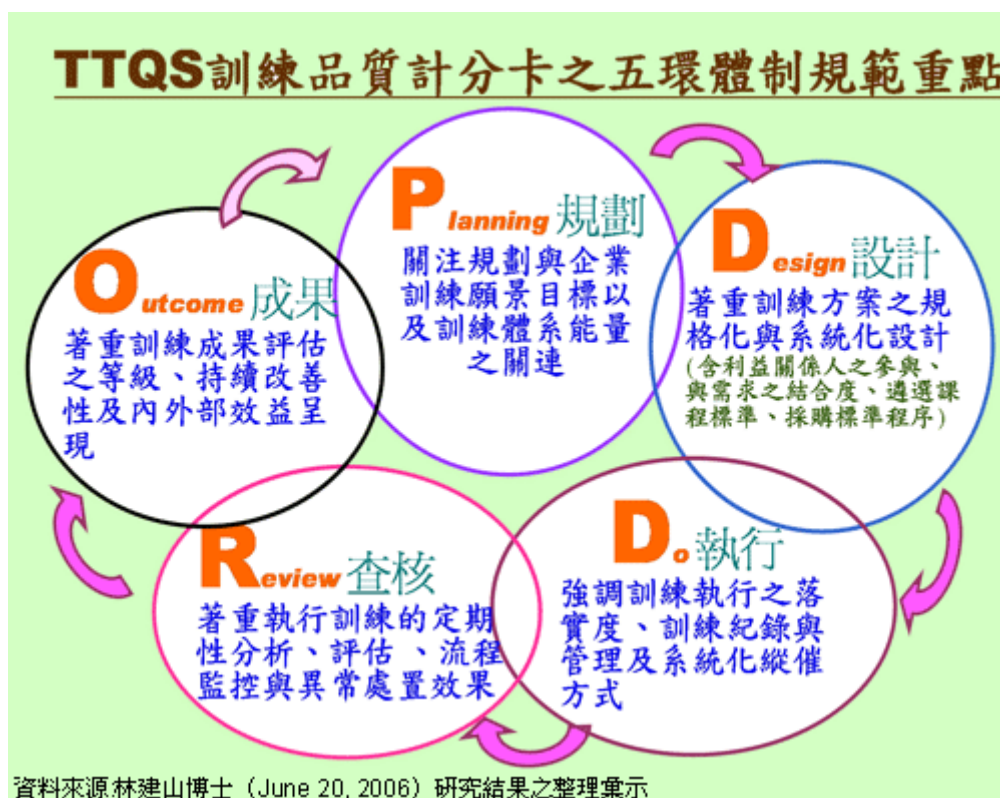 TTQS訓練品質計分卡之五環體制規範重點
Planning 規劃
關注規劃與企業
訓練願景目標以
及訓練體系能量
之關連
Design 設計
著重訓練方案之規
格化與系統化設計
(含利益關係人之參與、
與需求之結合度、遴選課
程標準、採購標準程序)
Do 執行
強調訓練執行之落
實度、訓練紀錄與
管理及系統化縱催
方式
Review 查核
著重執行訓練的定期
性分析、評估 、流程
監控與異常處置效果
Outcome 成果
著重訓練成果評估
之等級、持續改善
性及內外部效益呈
現
資料來源林建山博士（June 20, 2006）研究結果之整理彙示